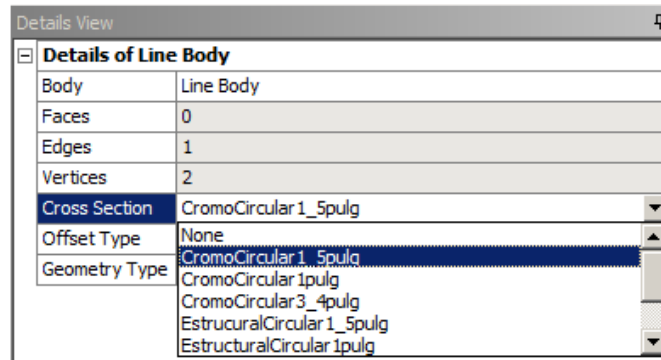 Details View
Details of Line Body
Body Line Body
Faces 0
Edges 1
Vertices 2
Cross Section CromoCircular1_5pulg
Offset Type None
CromoCircular1_5pulg
Geometry Type CromoCircular1pulg
CromoCircular3_4pulg
EstrucuralCircular1_5pulg
EstructuralCircular1pulg